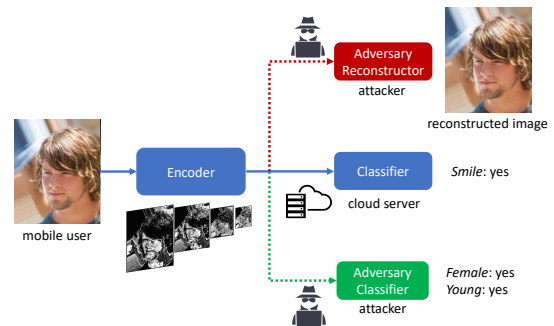 Adversary
Reconstructor
attacker
reconstructed image
Encoder
Classifier
Smile: yes
cloud server
mobile user
Adversary
Classifier
Female: yes
Young: yes
attacker